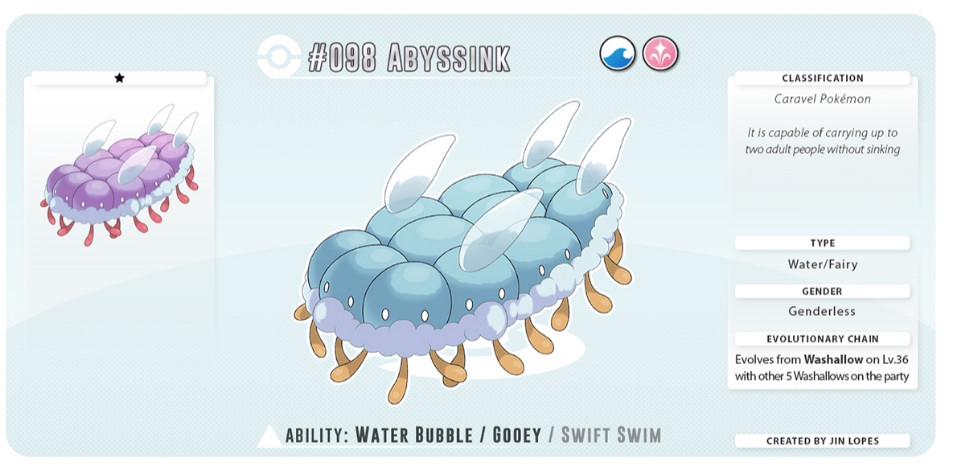 #098 Abyssink
★
CLASSIFICATION
Caravel Pokémon
It is capable of carrying up to
two adult people without sinking
TYPE
Water/Fairy
GENDER
Genderless
EVOLUTIONARY CHAIN
Evolves from Washallow on Lv.36
with other 5 Washallows on the party
ABILITY: Water Bubble / Gooey / Swift Swim
CREATED BY JIN LOPES